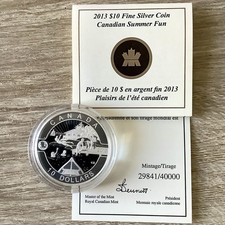 2013 $10 Fine Silver Coin
Canadian Summer Fun
Pièce de 10 $ en argent fin 2013
Plaisirs de l'été canadien
Mintage/Tirage
29841/40000
Master of the Mint
Royal Canadian Mint
Président
Monnaie royale canadienne
CANADA
10 DOLLARS